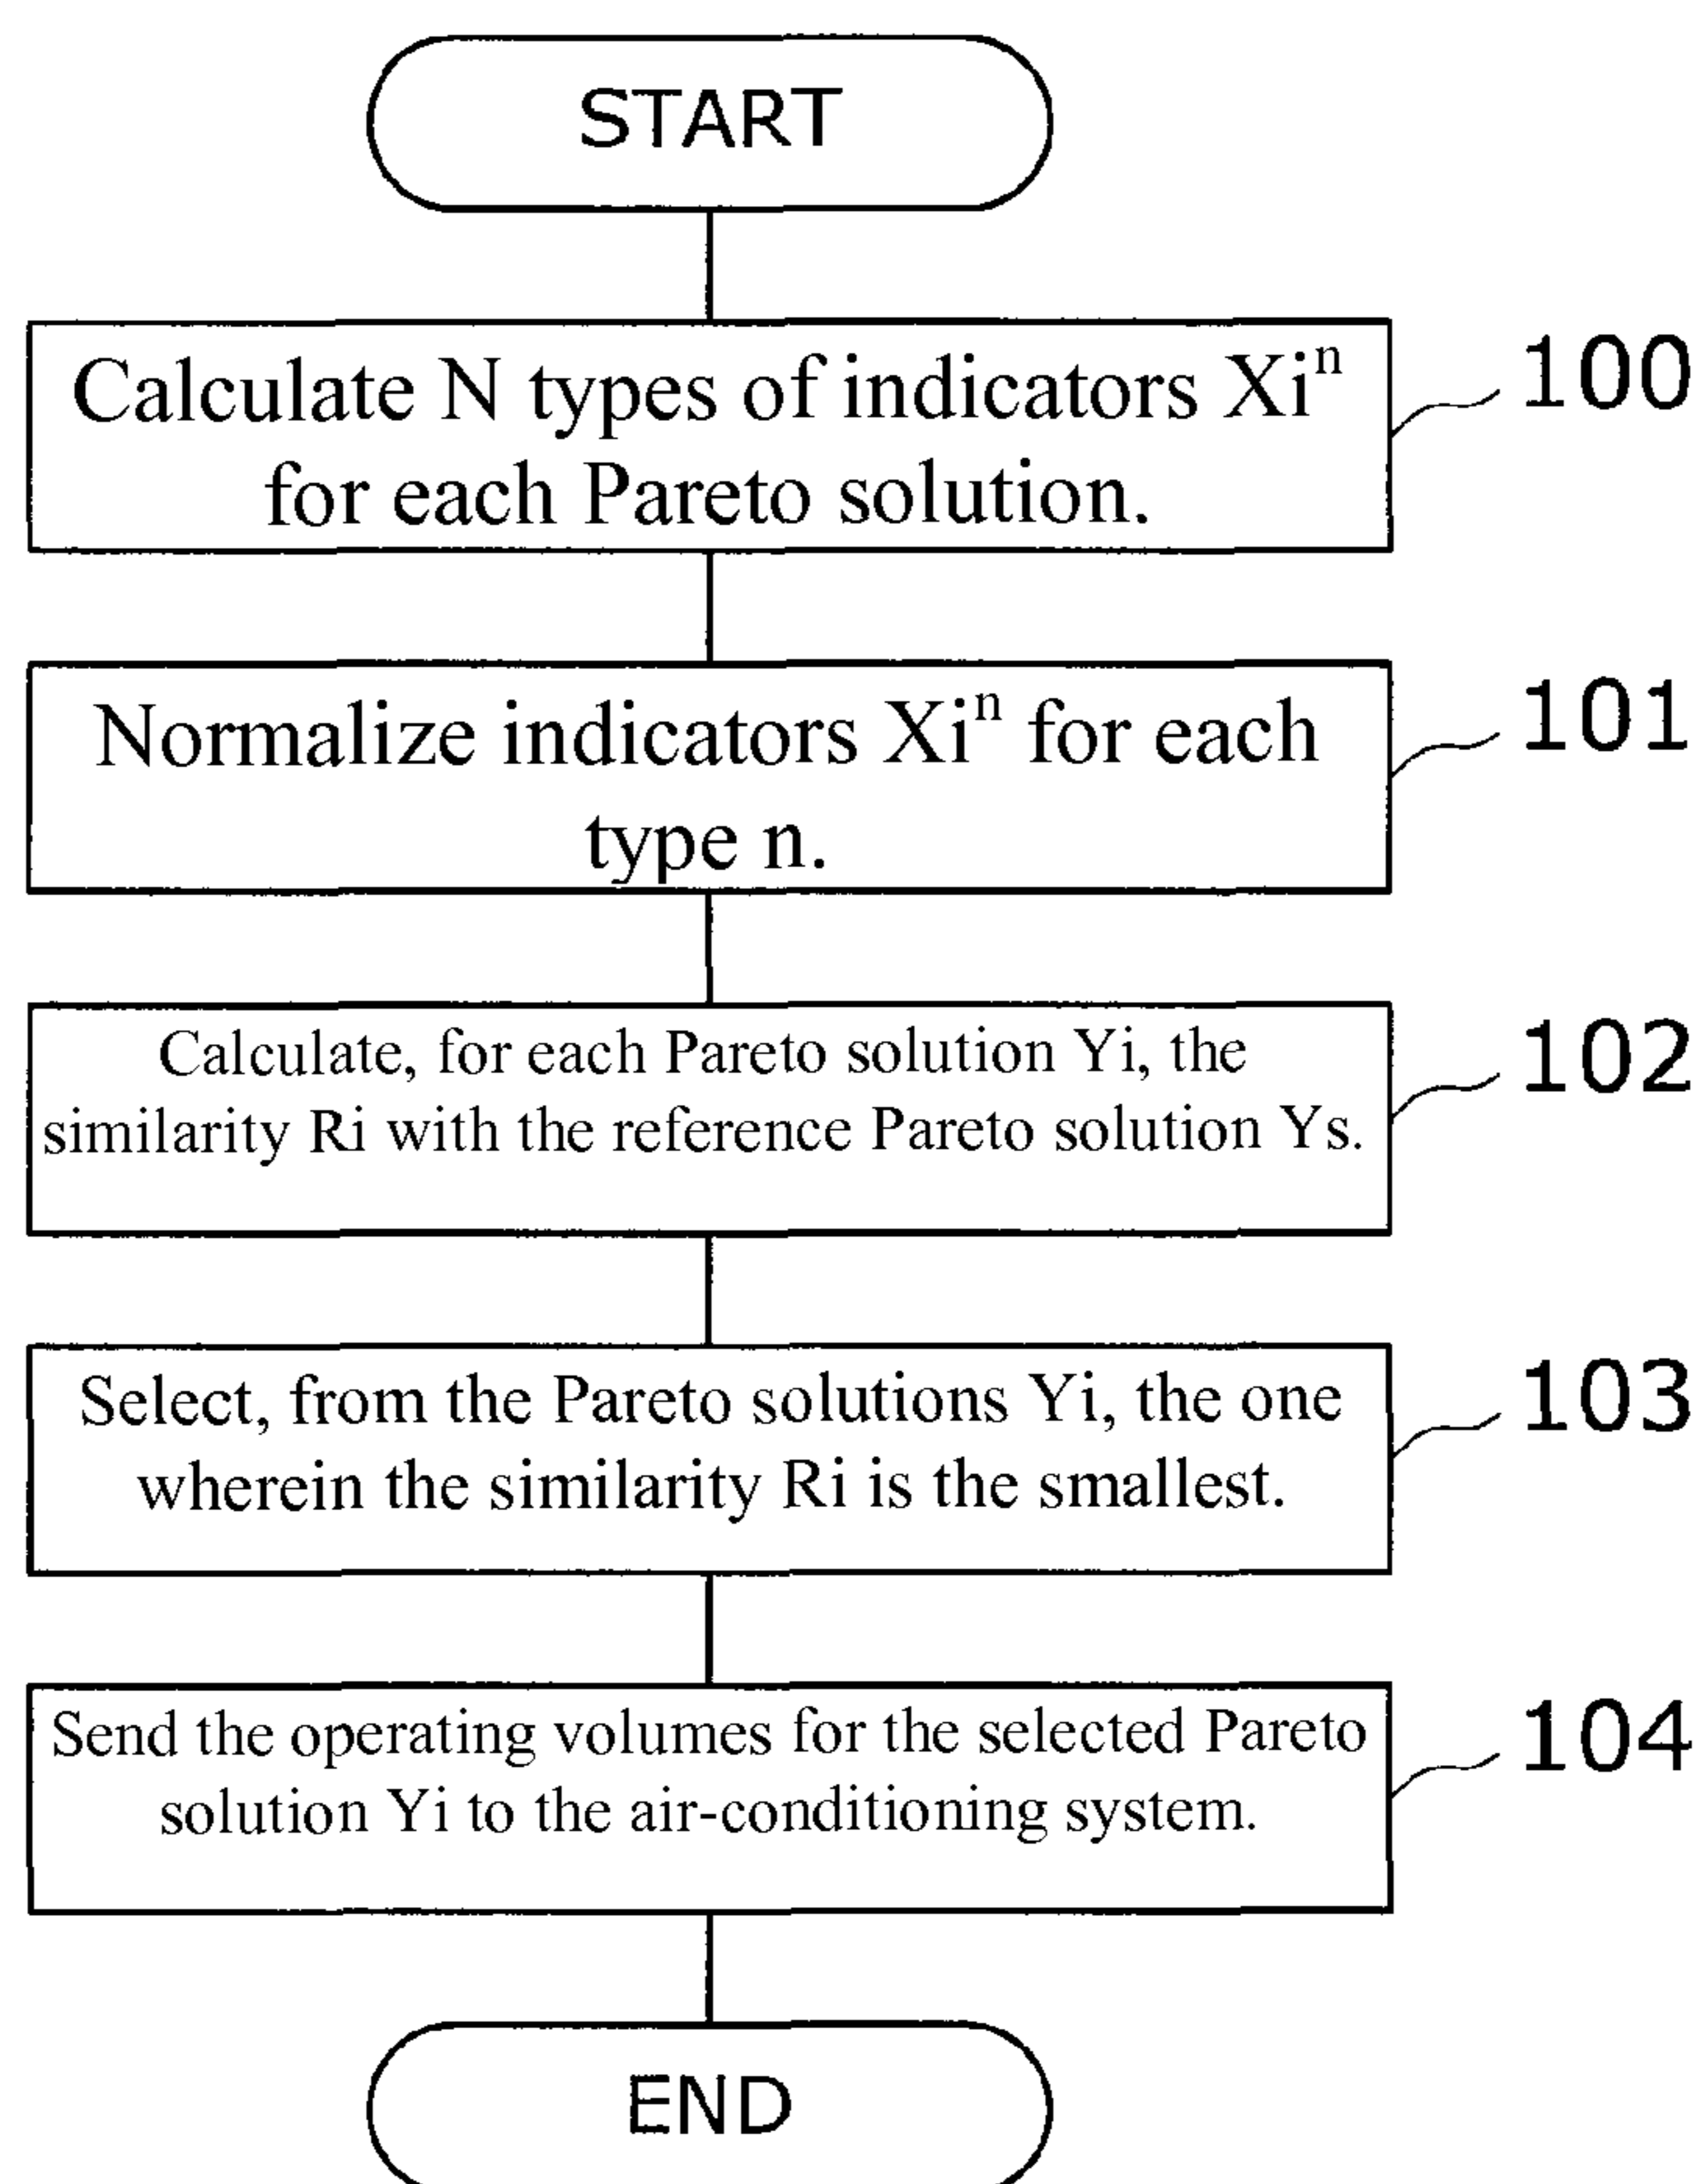 START
Calculate N types of indicators Xiⁿ
for each Pareto solution.
100
Normalize indicators Xiⁿ for each
type n.
101
Calculate, for each Pareto solution Yi, the
similarity Ri with the reference Pareto solution Ys.
102
Select, from the Pareto solutions Yi, the one
wherein the similarity Ri is the smallest.
103
Send the operating volumes for the selected Pareto
solution Yi to the air-conditioning system.
104
END